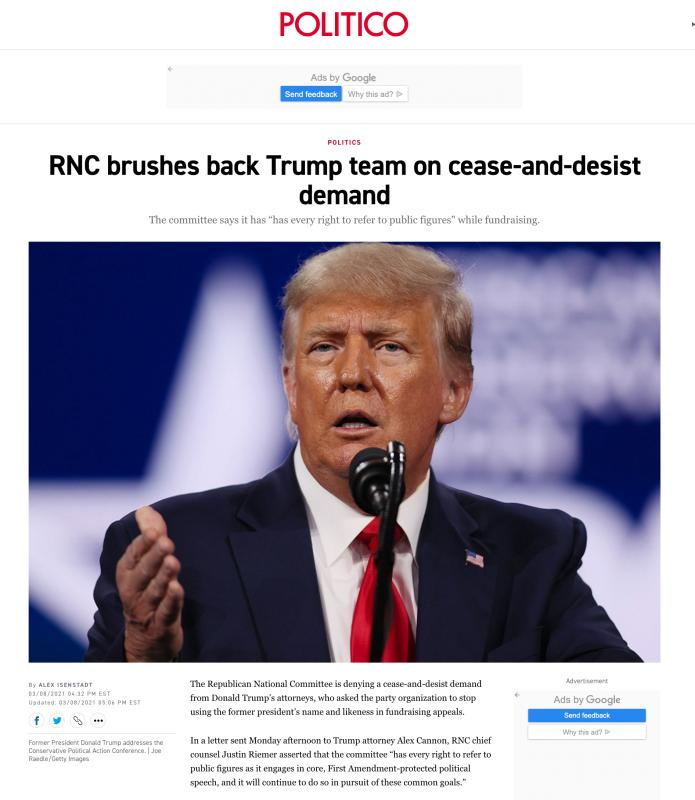 POLITICO
Ads by Google
Send feedback
Why this ad?
POLITICS
RNC brushes back Trump team on cease-and-desist
demand
The committee says it has “has every right to refer to public figures” while fundraising.
By ALEX ISENSTADT
03/08/2021 04:32 PM EST
Updated: 03/08/2021 05:06 PM EST
Former President Donald Trump addresses the
Conservative Political Action Conference. | Joe
Raedle/Getty Images
The Republican National Committee is denying a cease-and-desist demand
from Donald Trump’s attorneys, who asked the party organization to stop
using the former president’s name and likeness in fundraising appeals.
In a letter sent Monday afternoon to Trump attorney Alex Cannon, RNC chief
counsel Justin Riemer asserted that the committee “has every right to refer to
public figures as it engages in core, First Amendment-protected political
speech, and it will continue to do so in pursuit of these common goals.”
Advertisement
Ads by Google
Send feedback
Why this ad?